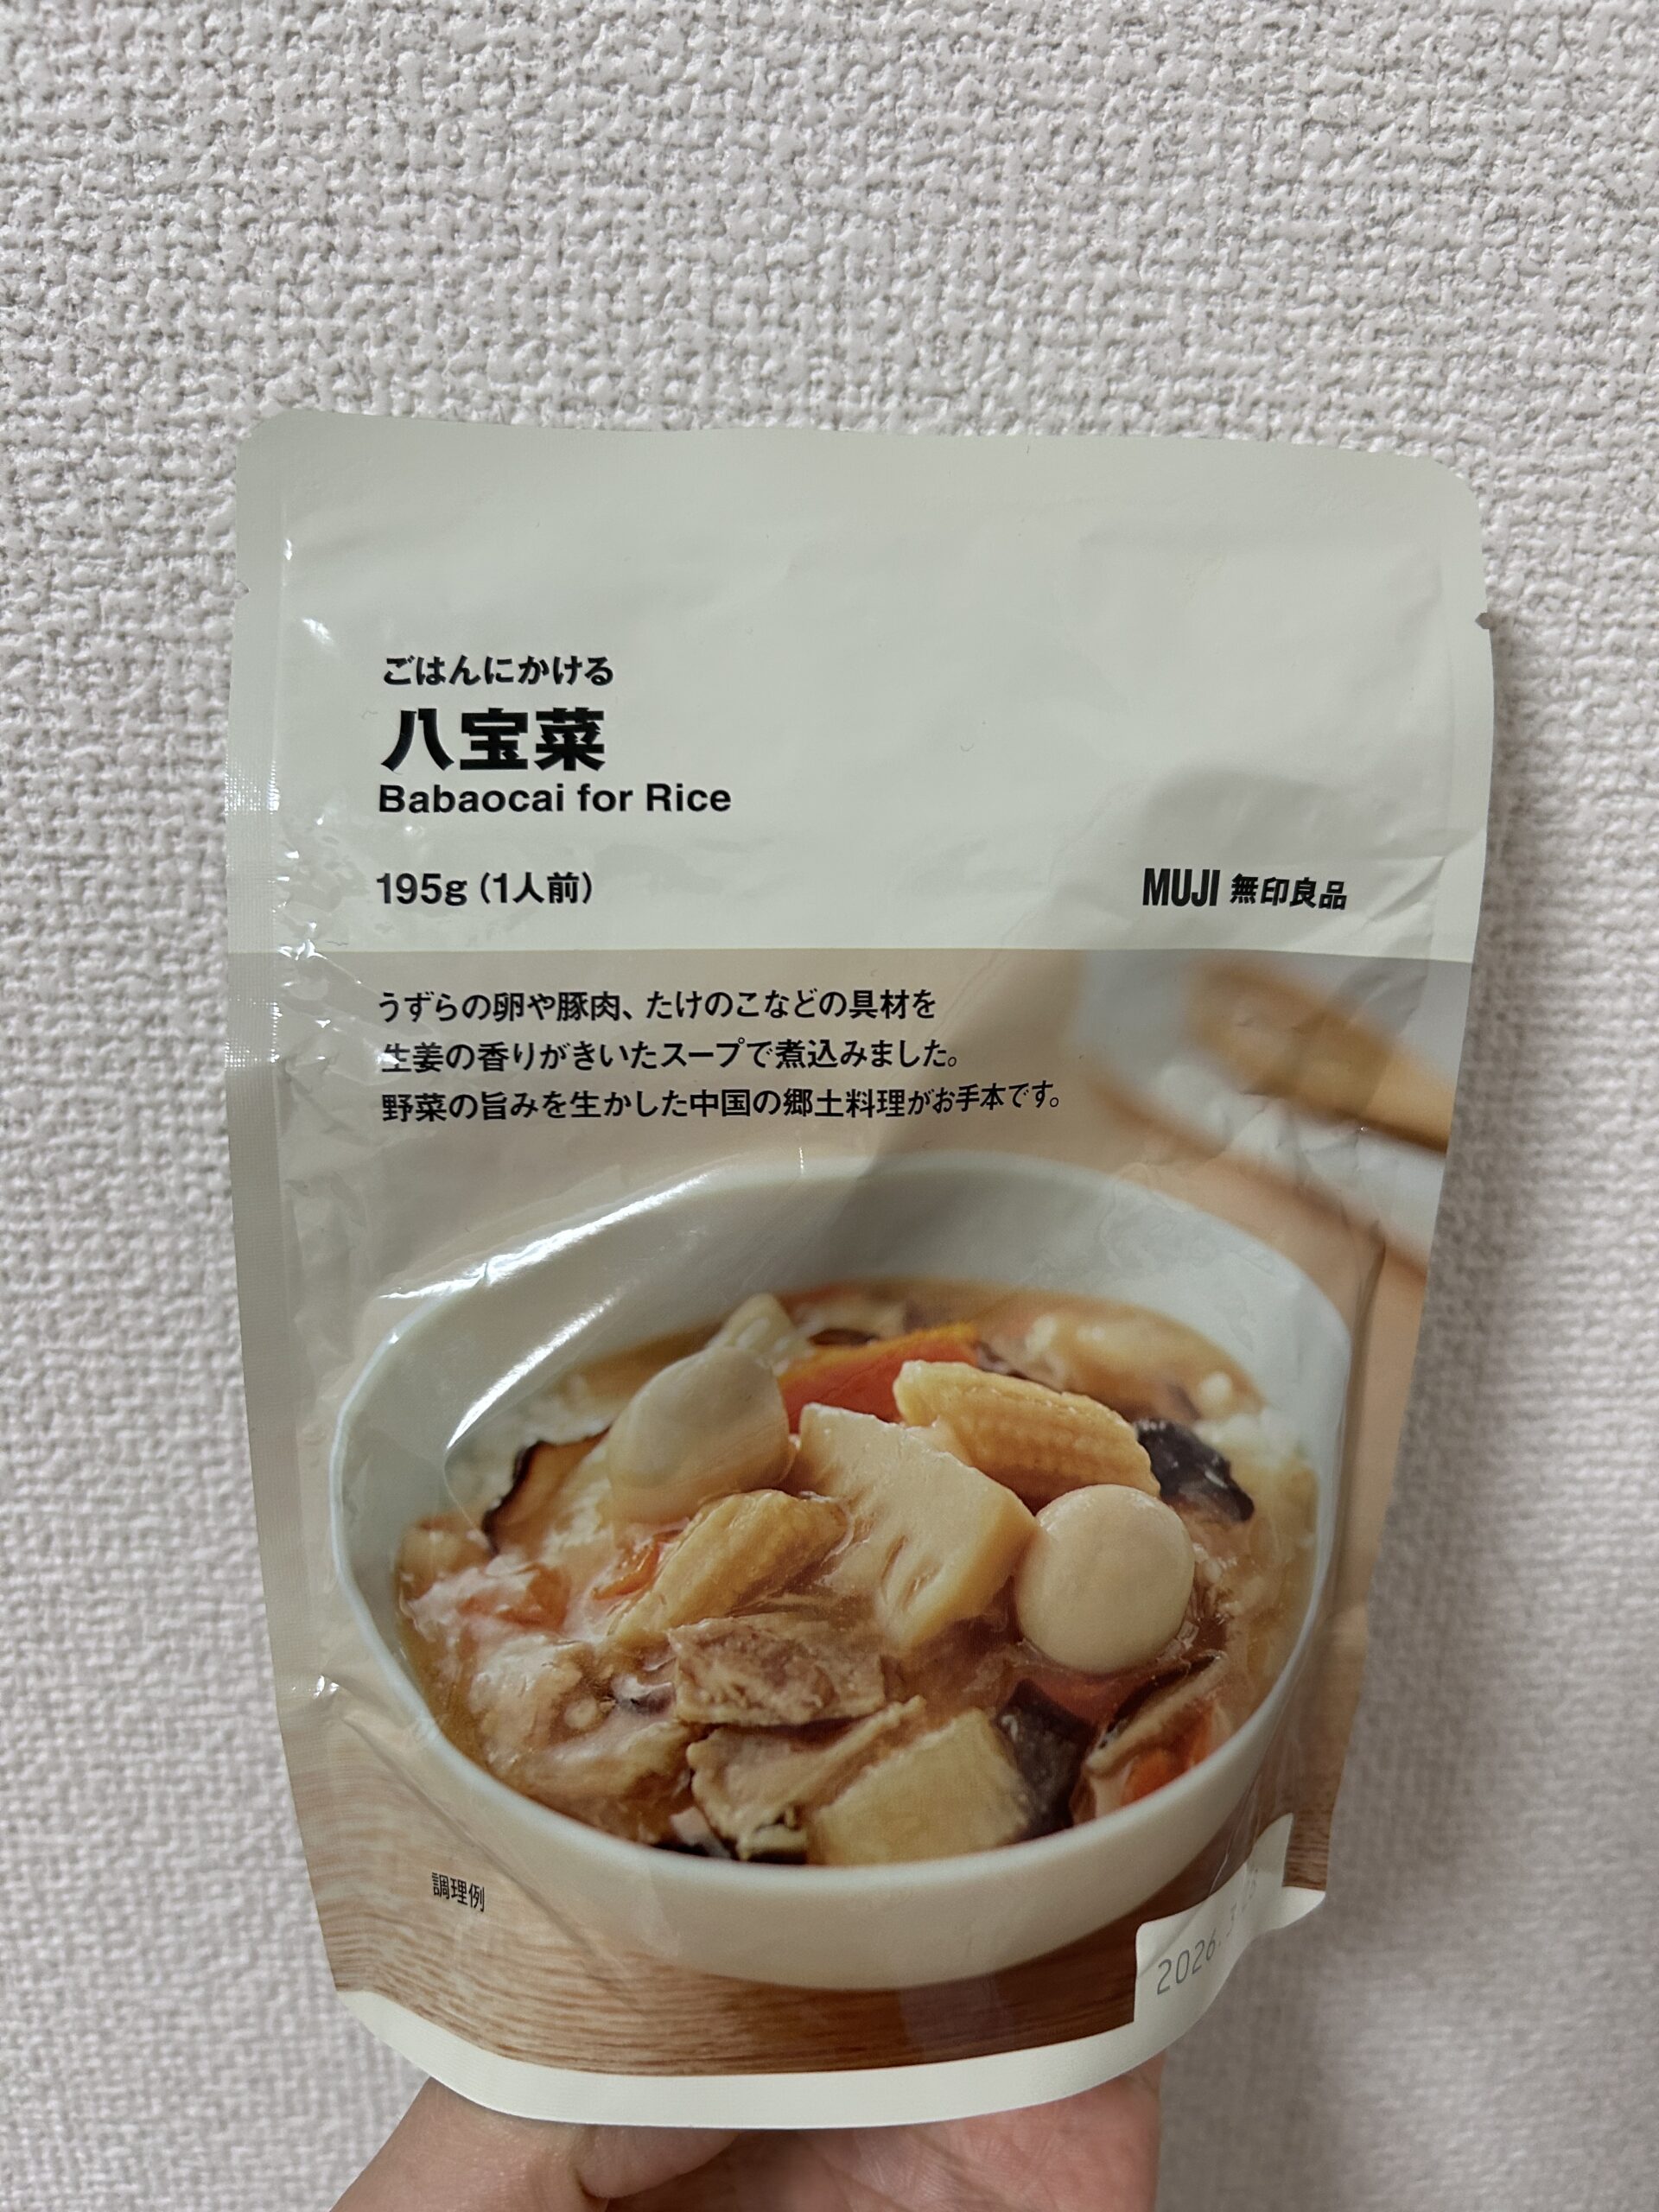 ごはんにかける
八宝菜
Babaocai for Rice
195g（1人前）
MUJI 無印良品
うずらの卵や豚肉、たけのこなどの具材を
生姜の香りがきいたスープで煮込みました。
野菜の旨みを生かした中国の郷土料理がお手本です。
調理例
2026.